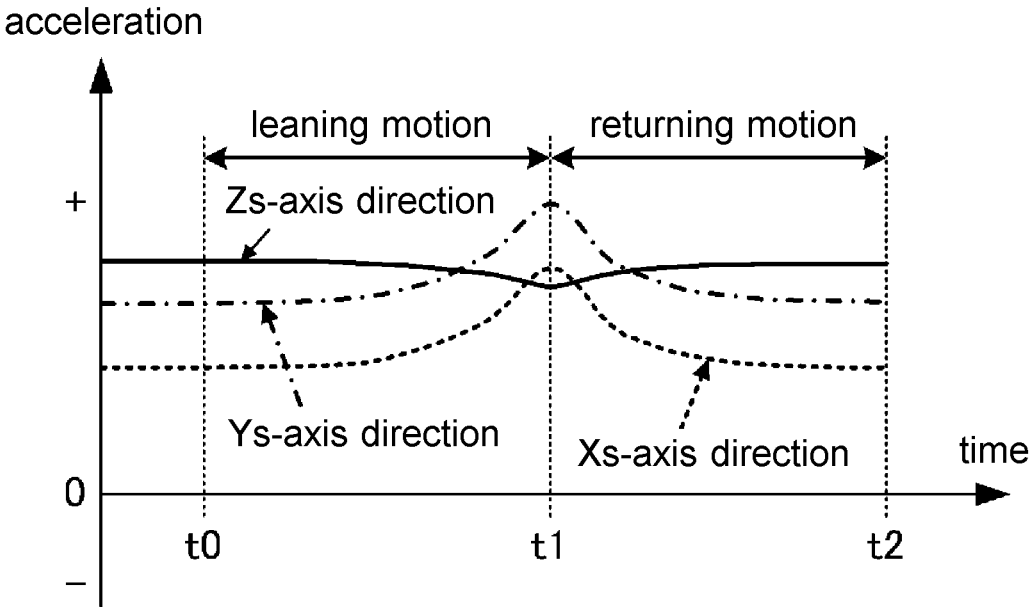 acceleration
leaning motion
returning motion
+
Zs-axis direction
Ys-axis direction
Xs-axis direction
time
0
t0
t1
t2
−